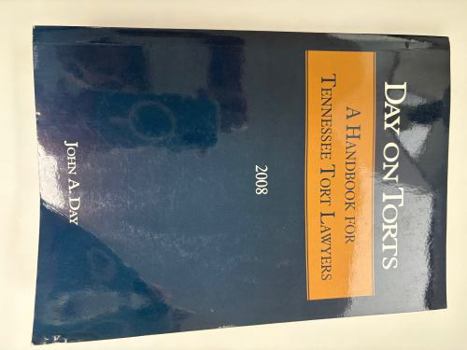 DAY ON TORTS
A HANDBOOK FOR
TENNESSEE TORT LAWYERS
2008
JOHN A. DAY